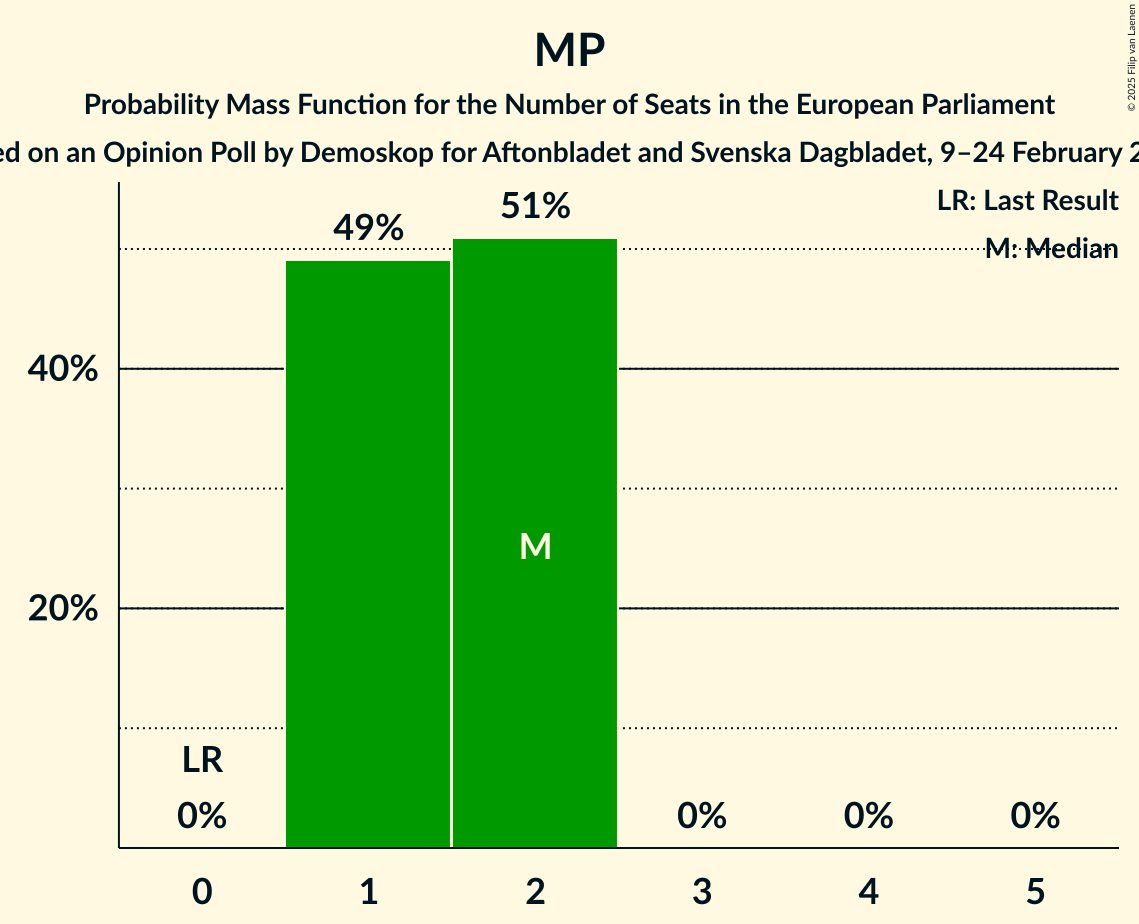 MP
Probability Mass Function for the Number of Seats in the European Parliament
on an Opinion Poll by Demoskop for Aftonbladet and Svenska Dagbladet, 9–24 February
© 2025 Filip van Laenen
LR: Last Result
M: Median
49%
51%
40%
20%
M
LR
0%
0%
0%
0%
0
1
2
3
4
5